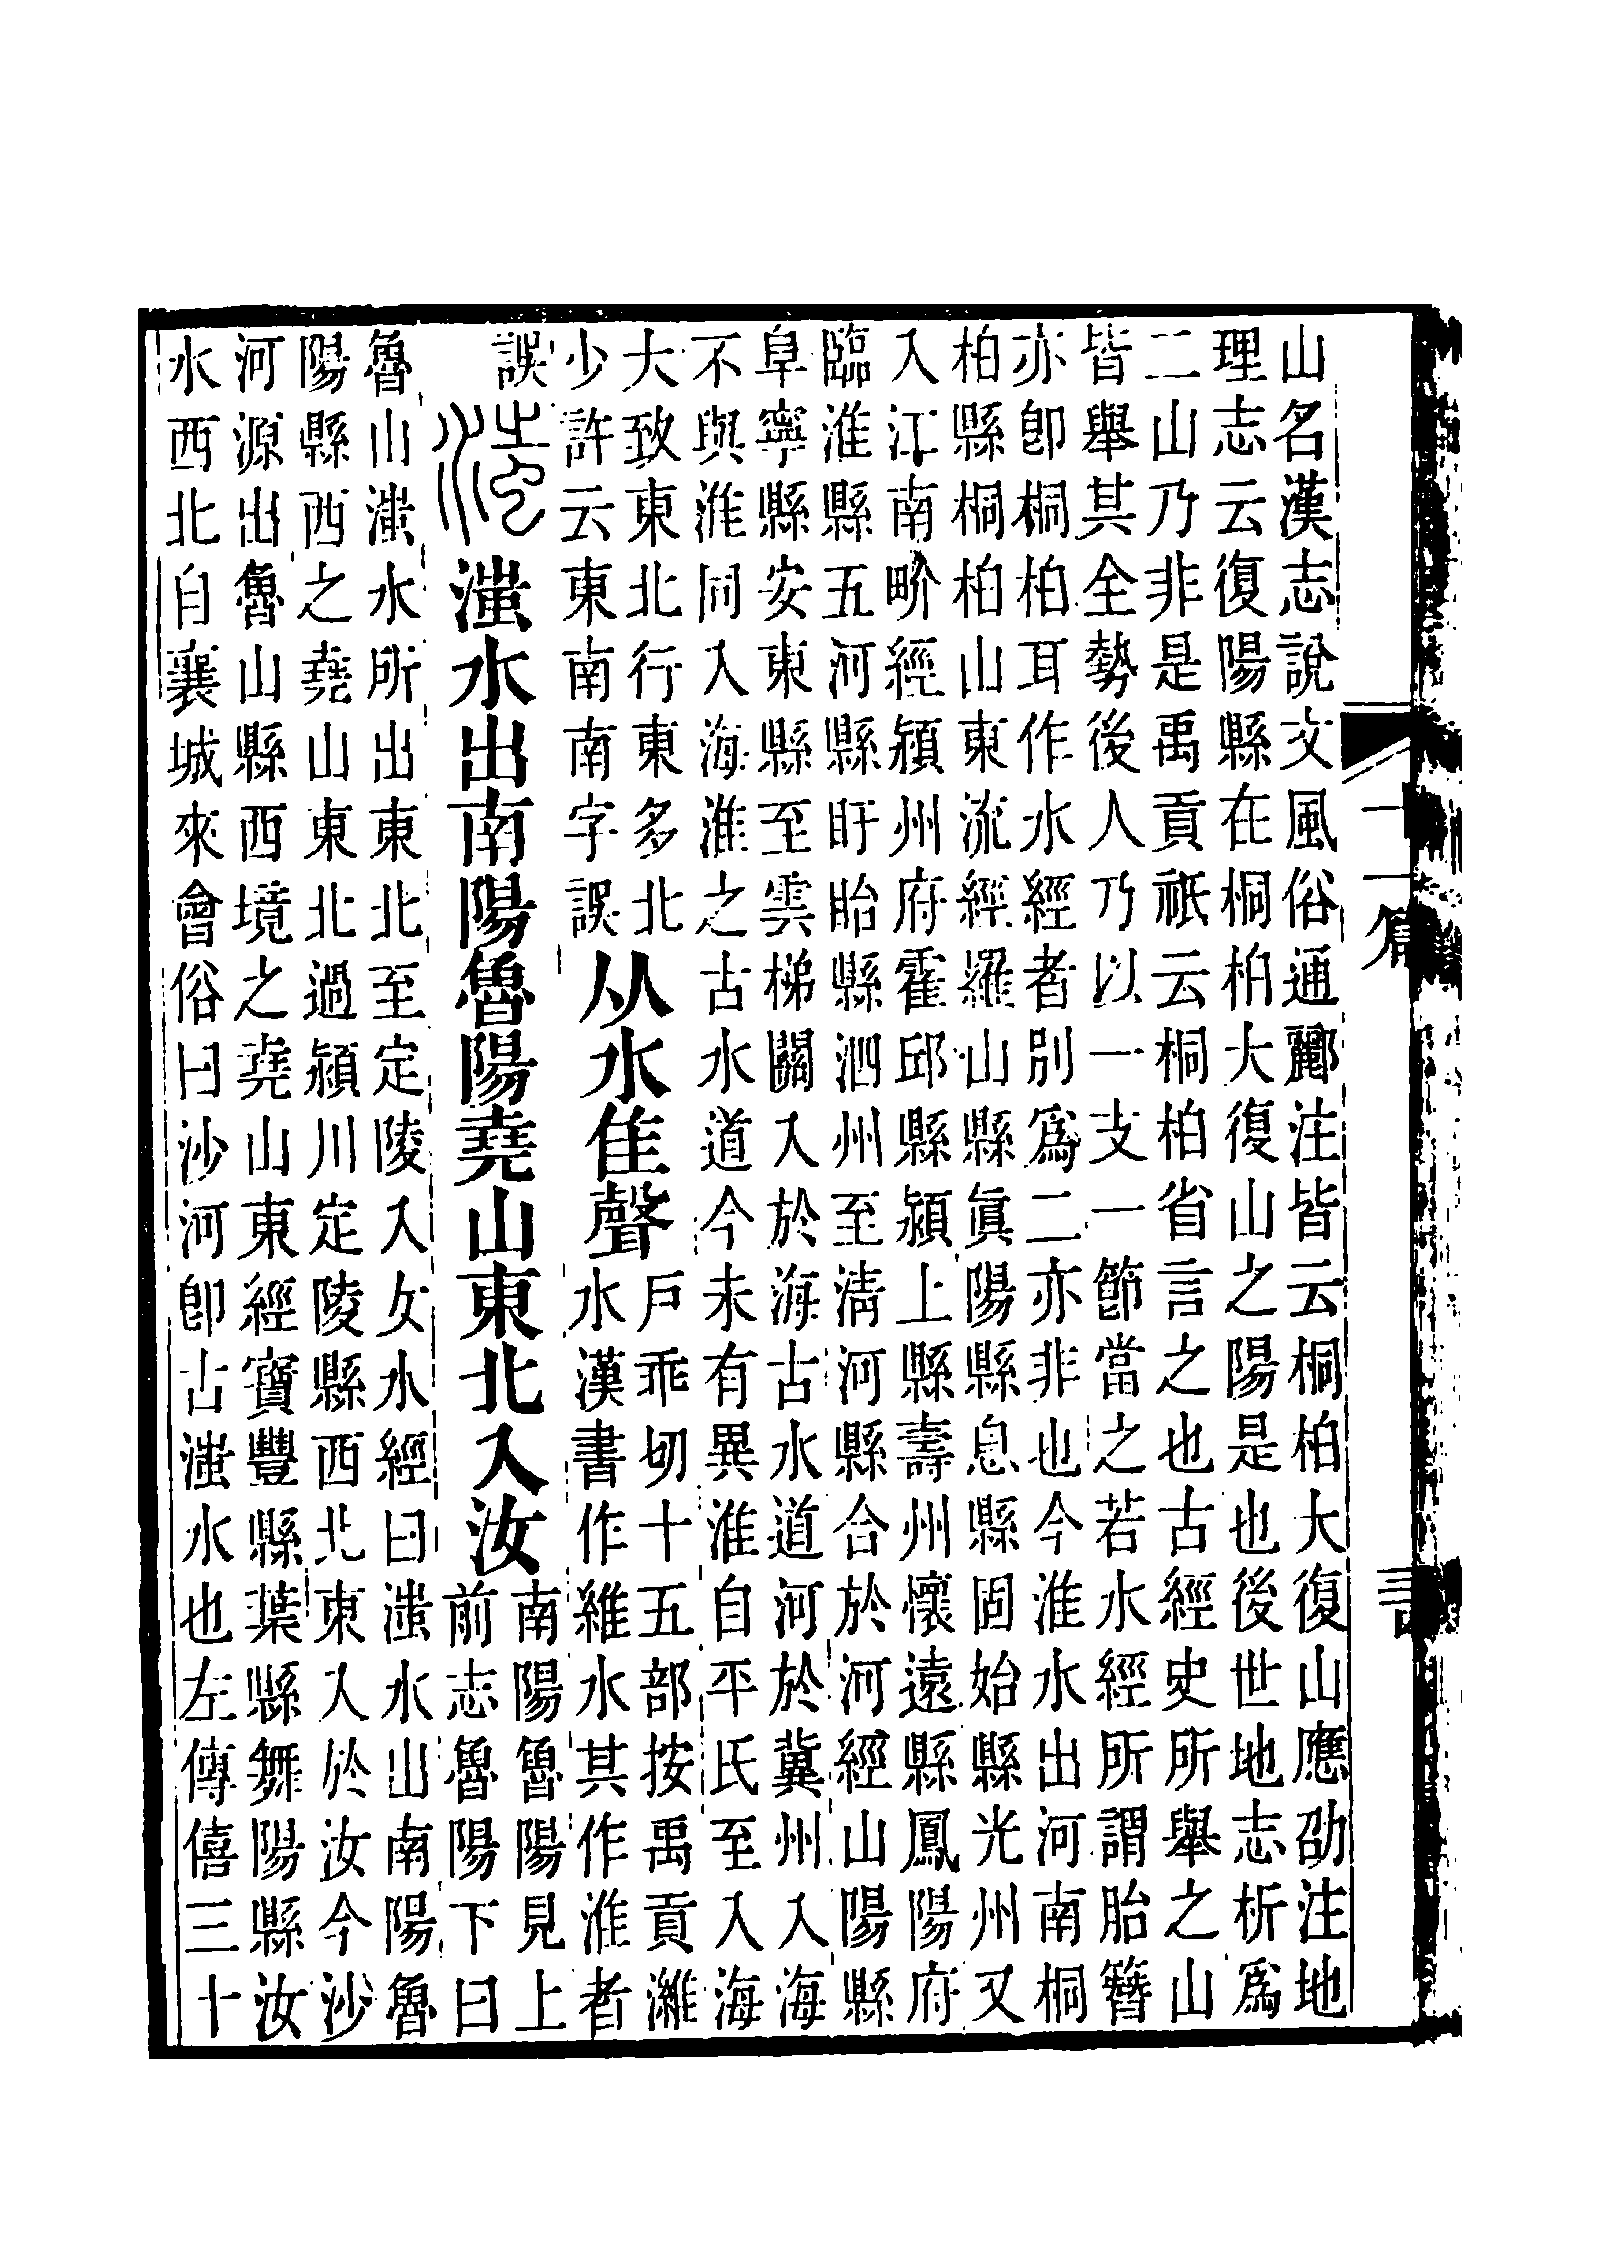 十一篇
山名漢志說文風俗通酈注皆云桐柏大復山應劭注地
理志云復陽縣在桐柏大復山之陽是也後世地志析爲
二山乃非是禹貢祇云桐柏省言之也古經史所舉之山
皆舉其全勢後人乃以一支一節當之若水經所謂胎簪
亦卽桐柏耳作水經者別爲二亦非也今淮水出河南桐
柏縣桐柏山東流經羅山縣眞陽縣息縣固始縣光州又
入江南畍經潁州府霍邱縣潁上縣壽州懷遠縣鳳陽府
臨淮縣五河縣盱眙縣泗州至淸河縣合於河經山陽縣
阜寧縣安東縣至雲梯關入於海古水道河於冀州入海
不與淮同入海淮之古水道今未有異淮自平氏至入海
大致東北行東多北
少許云東南南字誤
从水隹聲
戶乖切十五部按禹貢濰
水漢書作維水其作淮者
誤
滍水出南陽魯陽堯山東北入汝
南陽魯陽見上
前志魯陽下曰
魯山滍水所出東北至定陵入女水經曰滍水山南陽魯
陽縣西之堯山東北過潁川定陵縣西北東入於汝今沙
河源出魯山縣西境之堯山東經寶豐縣葉縣舞陽縣汝
水西北自襄城來會俗曰沙河卽古滍水也左傳僖三十